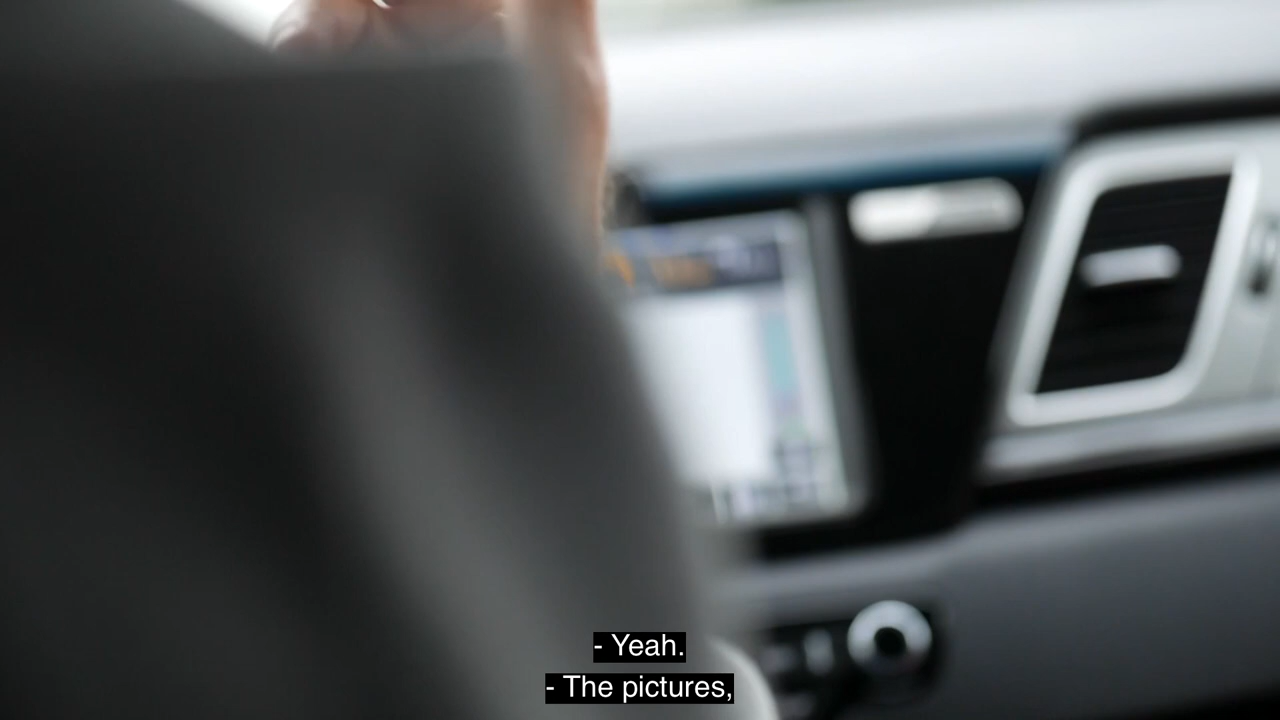 - Yeah.
- The pictures,